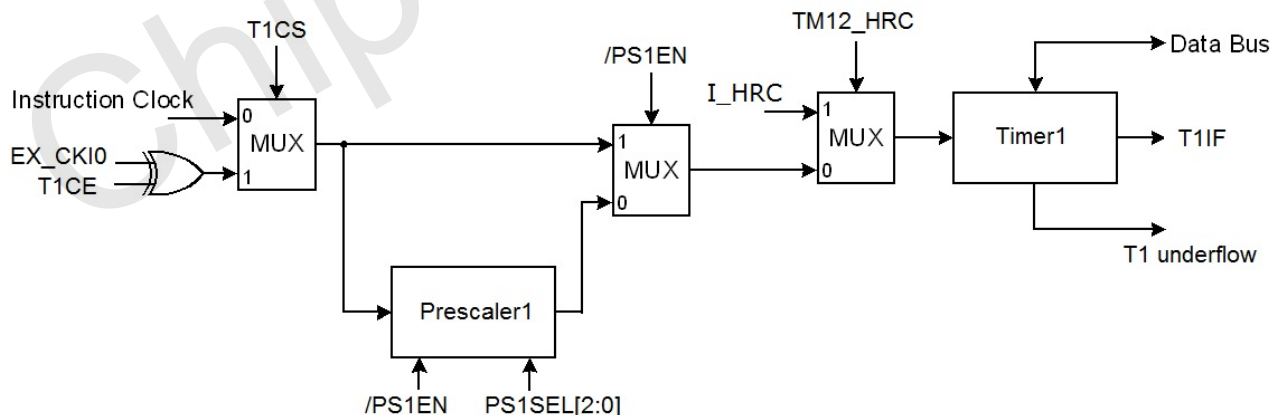 Chip
T1CS
TM12_HRC
/PS1EN
Data Bus
Instruction Clock
0
MUX
I_HRC
1
MUX
Timer1
T1IF
EX_CKI0
T1CE
1
1
MUX
0
0
T1 underflow
Prescaler1
/PS1EN
PS1SEL[2:0]